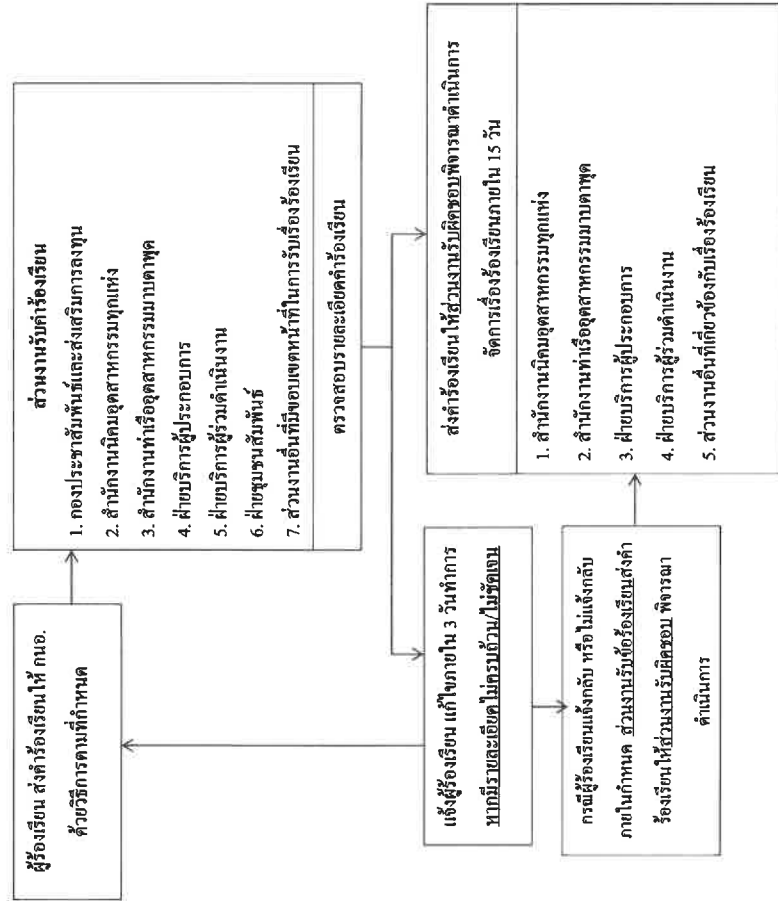 ผู้ร้องเรียน ส่งคำร้องเรียนให้ กนอ.
ด้วยวิธีการตามที่กำหนด
ส่วนงานรับคำร้องเรียน
1. กองประชาสัมพันธ์และส่งเสริมการลงทุน
2. สำนักงานนิคมอุตสาหกรรมทุกแห่ง
3. สำนักงานท่าเรืออุตสาหกรรมมาบตาพุด
4. ฝ่ายบริการผู้ประกอบการ
5. ฝ่ายบริการผู้ร่วมดำเนินงาน
6. ฝ่ายชุมชนสัมพันธ์
7. ส่วนงานอื่นที่มีขอบเขตหน้าที่ในการรับเรื่องร้องเรียน
ตรวจสอบรายละเอียดคำร้องเรียน
แจ้งผู้ร้องเรียน แก้ไขภายใน 3 วันทำการ
หากมีรายละเอียดไม่ครบถ้วน/ไม่ชัดเจน
กรณีผู้ร้องเรียนแจ้งกลับ หรือไม่แจ้งกลับ
ภายในกำหนด ส่วนงานรับข้อร้องเรียนส่งคำ
ร้องเรียนให้ส่วนงานรับผิดชอบ พิจารณา
ดำเนินการ
ส่งคำร้องเรียนให้ส่วนงานรับผิดชอบพิจารณาดำเนินการ
จัดการเรื่องร้องเรียนภายใน 15 วัน
1. สำนักงานนิคมอุตสาหกรรมทุกแห่ง
2. สำนักงานท่าเรืออุตสาหกรรมมาบตาพุด
3. ฝ่ายบริการผู้ประกอบการ
4. ฝ่ายบริการผู้ร่วมดำเนินงาน
5. ส่วนงานอื่นที่เกี่ยวข้องกับเรื่องร้องเรียน